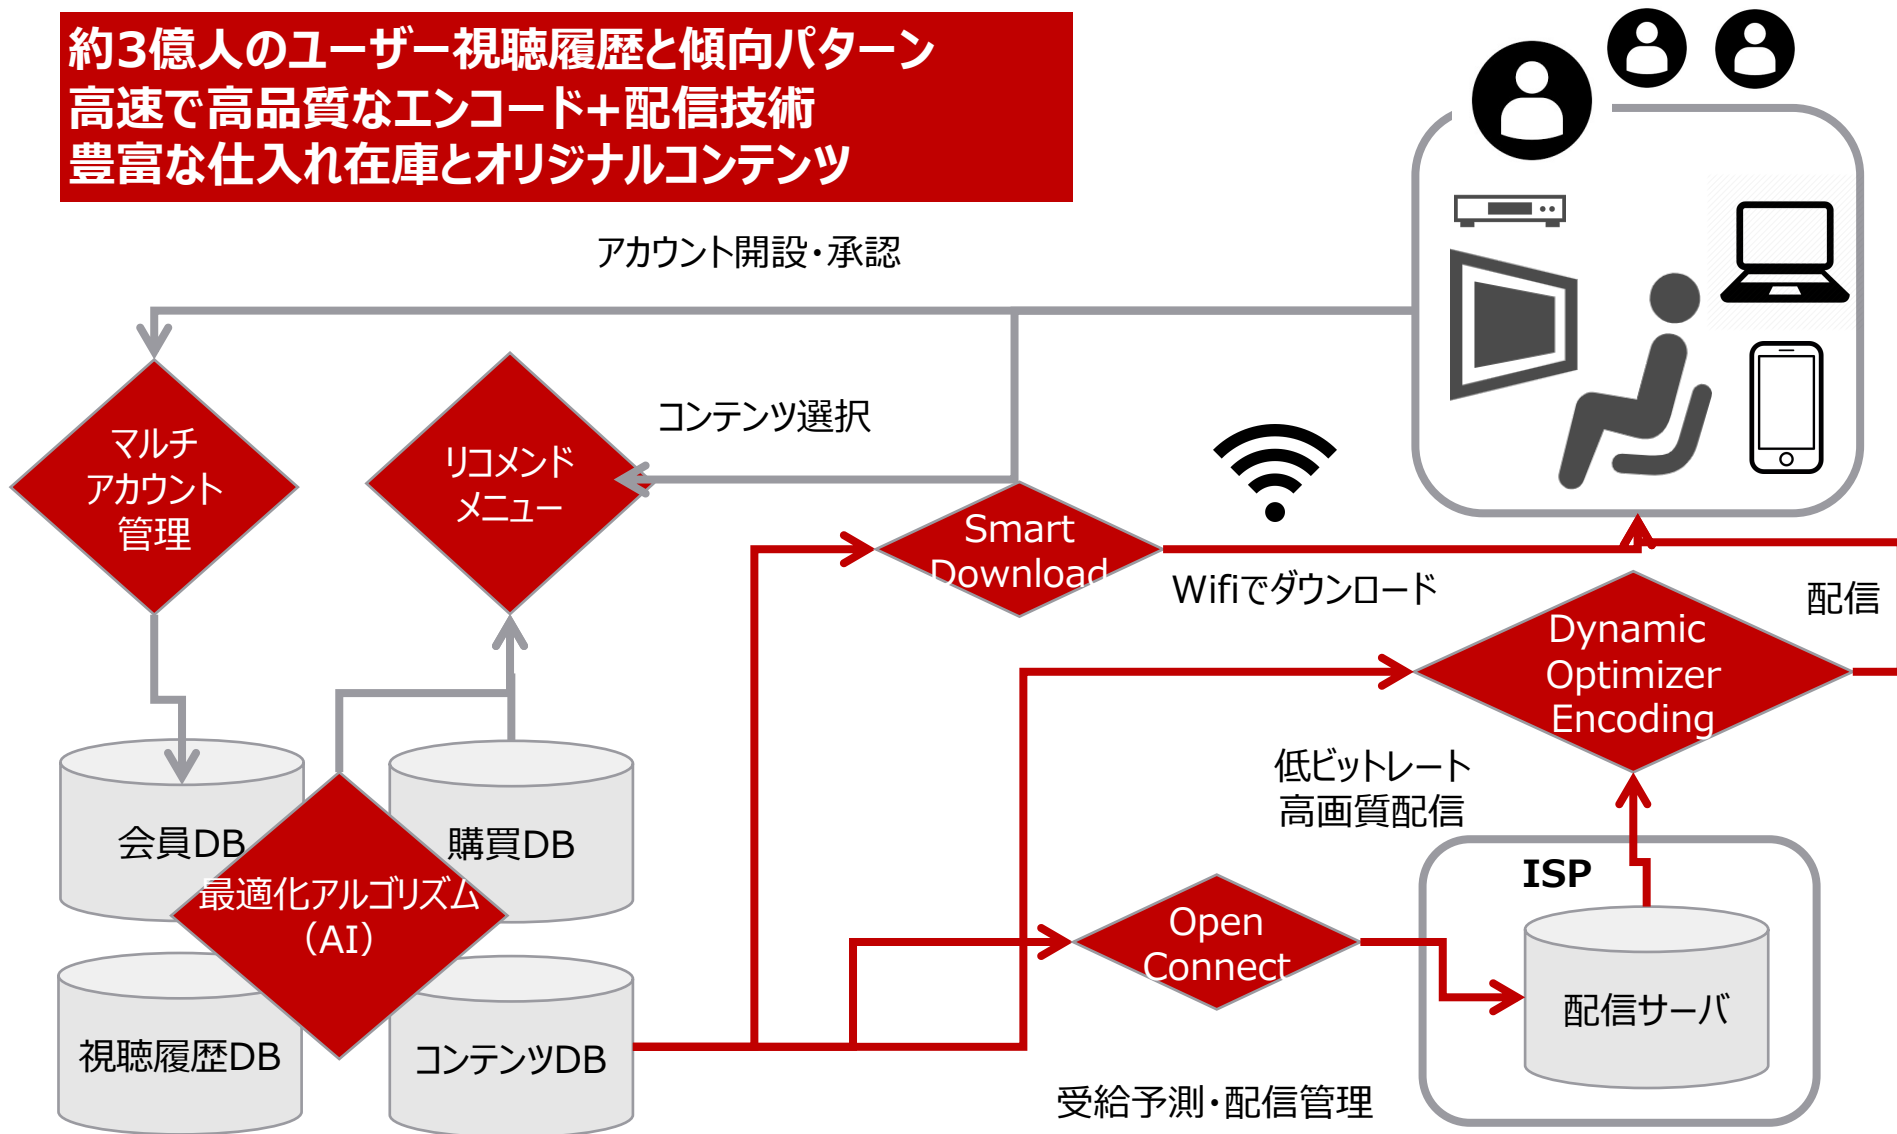 約3億人のユーザー視聴履歴と傾向パターン
高速で高品質なエンコード+配信技術
豊富な仕入れ在庫とオリジナルコンテンツ
アカウント開設・承認
マルチ
アカウント
管理
リコメンド
メニュー
コンテンツ選択
Smart
Download
Wifiでダウンロード
配信
Dynamic
Optimizer
Encoding
低ビットレート
高画質配信
会員DB
購買DB
最適化アルゴリズム
（AI）
視聴履歴DB
コンテンツDB
Open
Connect
ISP
配信サーバ
受給予測・配信管理